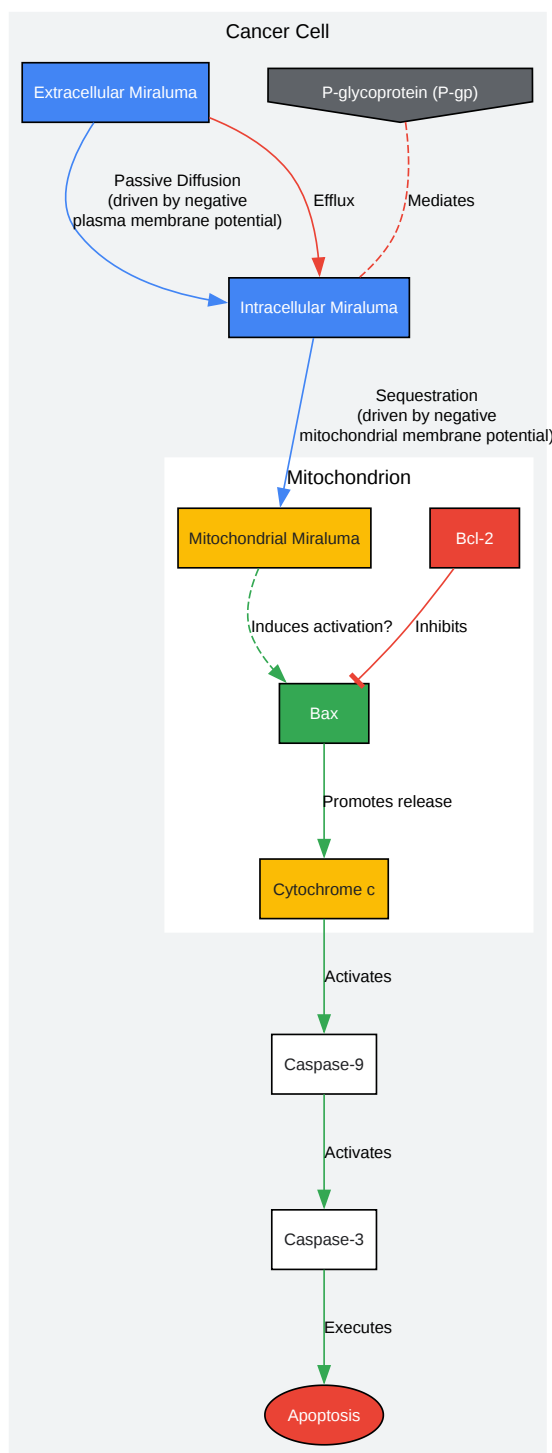 Cancer Cell
Extracellular Miraluma
P-glycoprotein (P-gp)
Passive Diffusion
(driven by negative
plasma membrane potential)
Efflux
Mediates
Intracellular Miraluma
Sequestration
(driven by negative
mitochondrial membrane potential)
Mitochondrion
Mitochondrial Miraluma
Bcl-2
Induces activation?
Inhibits
Bax
Promotes release
Cytochrome c
Activates
Caspase-9
Activates
Caspase-3
Executes
Apoptosis